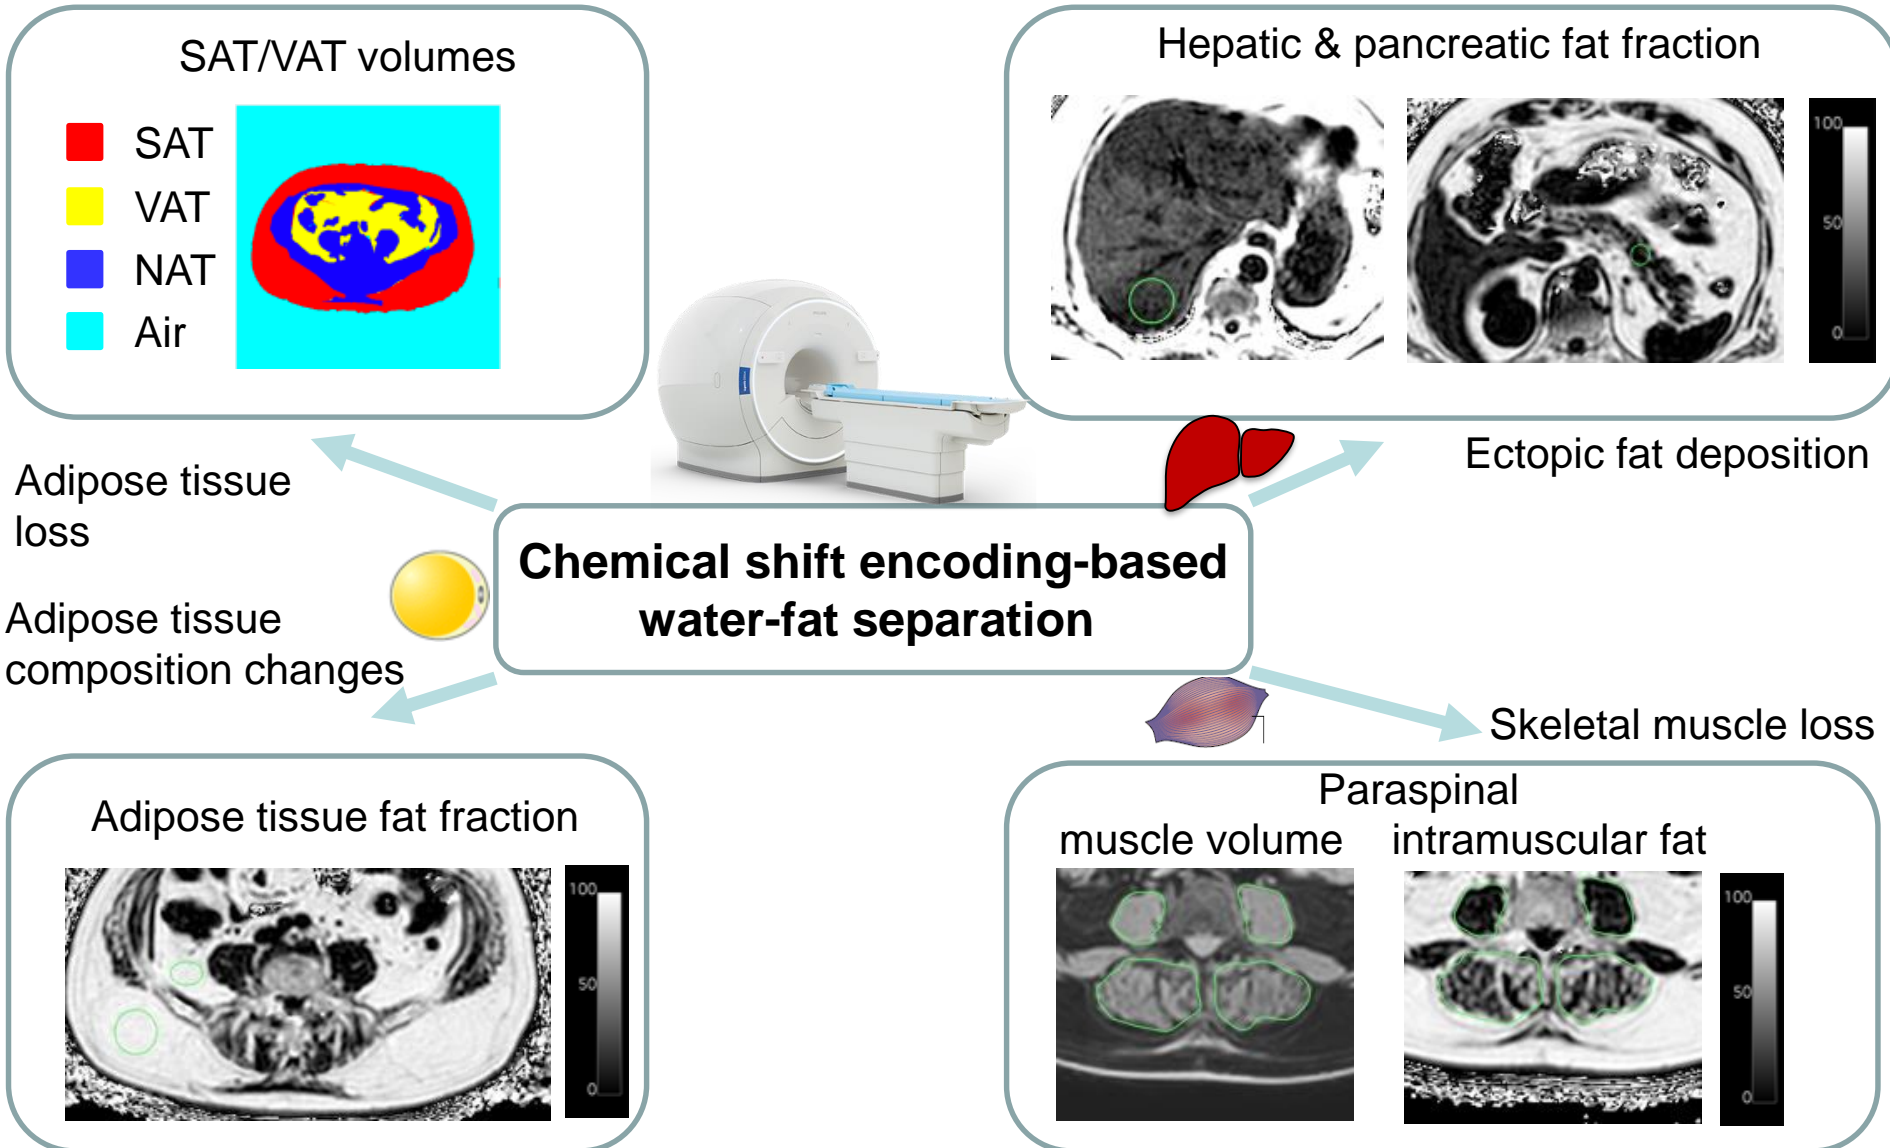 SAT/VAT volumes
SAT
VAT
NAT
Air
Hepatic & pancreatic fat fraction
100
50
0
Adipose tissue
loss
Ectopic fat deposition
Chemical shift encoding-based
water-fat separation
Adipose tissue
composition changes
Skeletal muscle loss
Adipose tissue fat fraction
100
50
0
Paraspinal
muscle volume
intramuscular fat
100
50
0